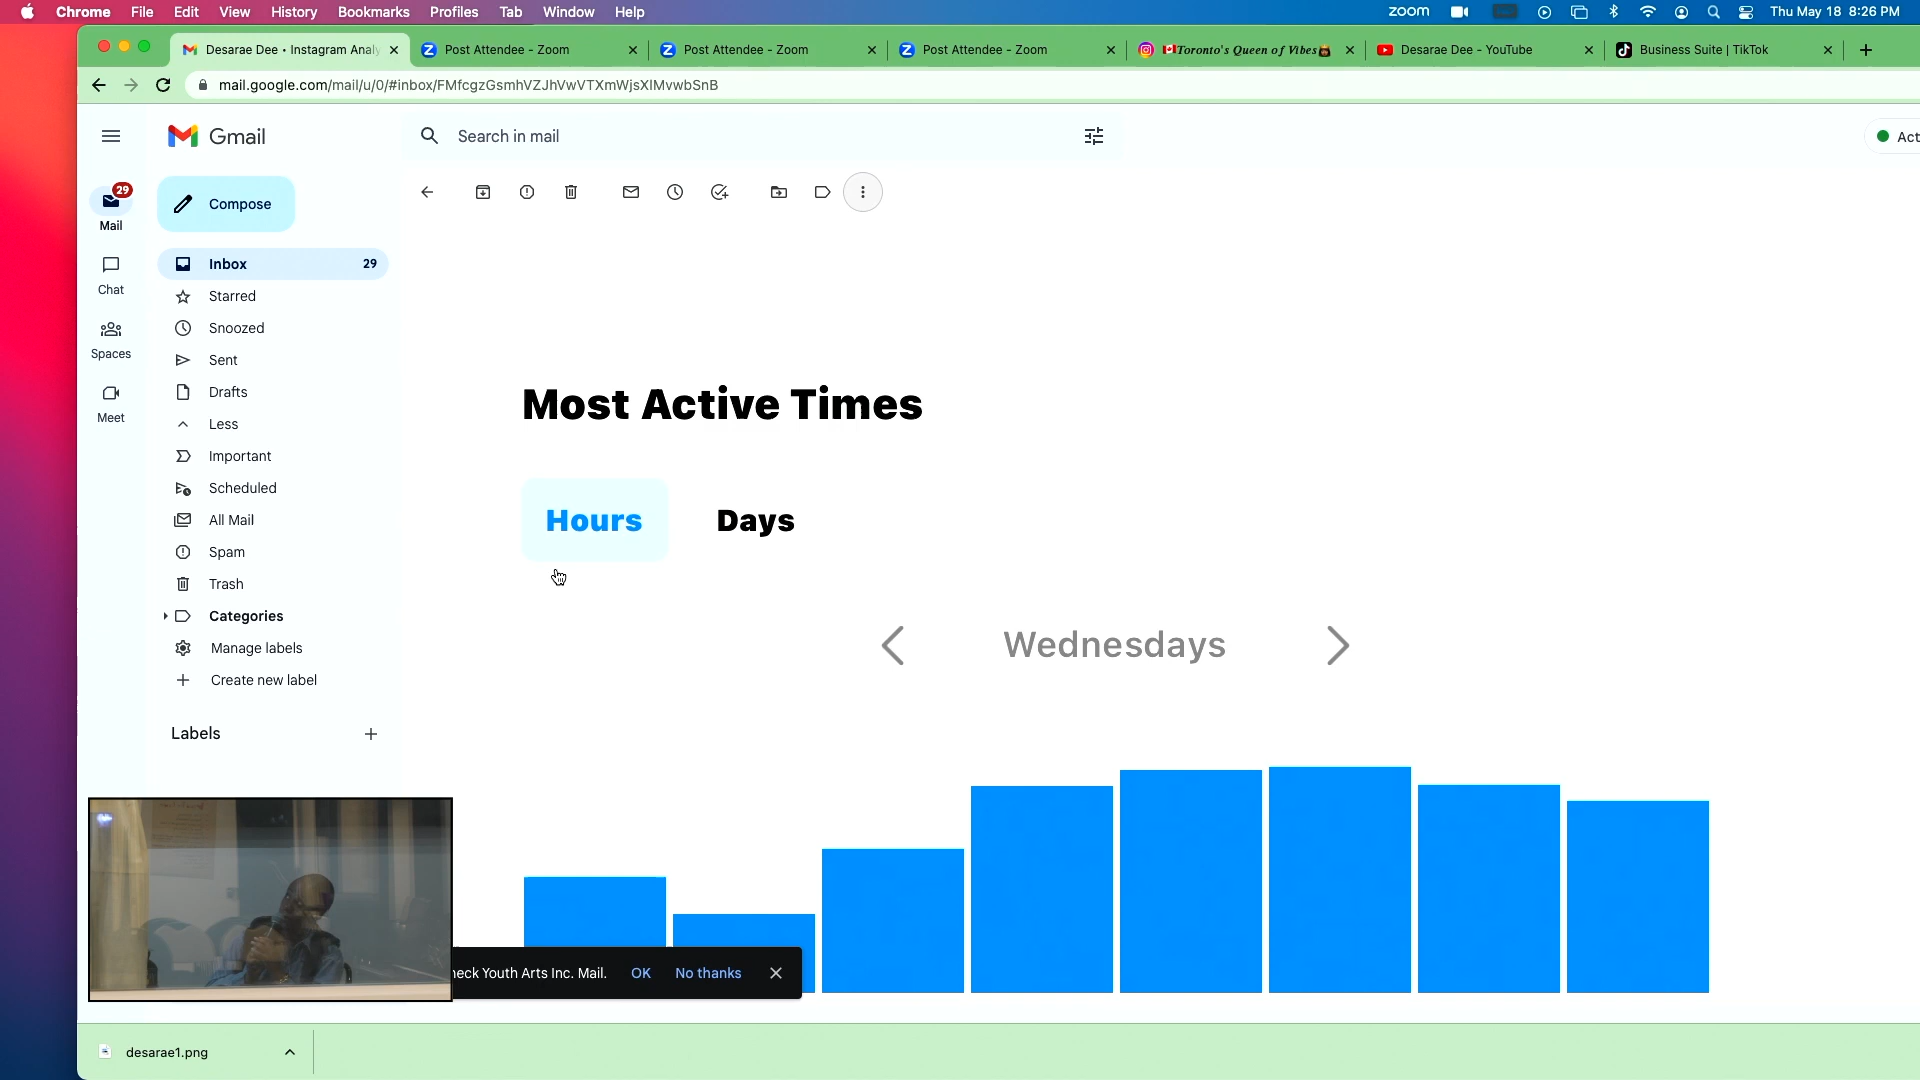 Chrome File Edit View History Bookmarks Profiles Tab Window Help zoom Thu May 18 8:26 PM
Desarae Dee • Instagram Analy Post Attendee - Zoom Post Attendee - Zoom Post Attendee - Zoom Toronto's Queen of Vibes Desarae Dee - YouTube Business Suite | TikTok
mail.google.com/mail/u/0/#inbox/FMfcgzGsmhVZJhVwVTXmWjsXlMvwbSnB
Gmail
Search in mail
Act
29
Mail
Compose
Inbox 29
Chat
Starred
Snoozed
Spaces
Sent
Drafts
Meet
Less
Important
Scheduled
All Mail
Spam
Trash
Categories
Manage labels
Create new label
Labels
Most Active Times
Hours Days
Wednesdays
heck Youth Arts Inc. Mail. OK No thanks
desarae1.png